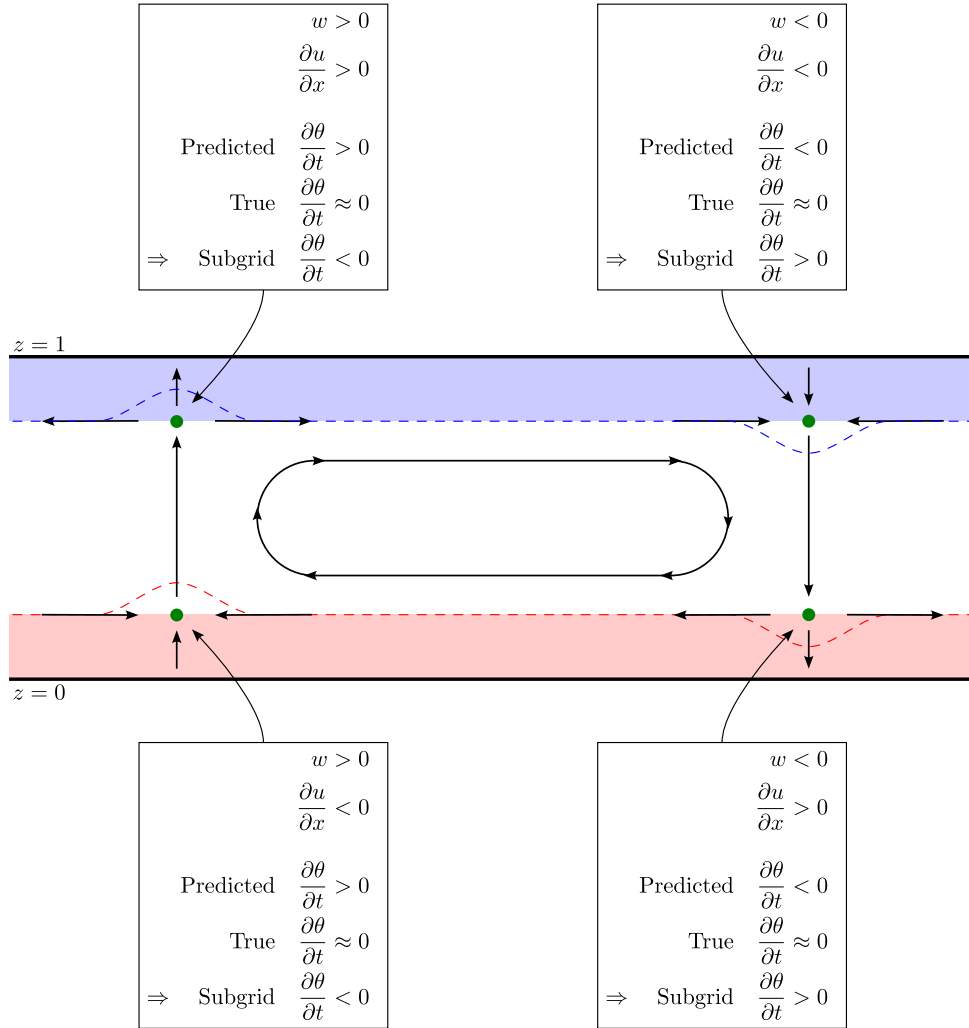 w > 0
∂u/∂x > 0
Predicted ∂θ/∂t > 0
True ∂θ/∂t ≈ 0
⇒ Subgrid ∂θ/∂t < 0
w < 0
∂u/∂x < 0
Predicted ∂θ/∂t < 0
True ∂θ/∂t ≈ 0
⇒ Subgrid ∂θ/∂t > 0
z = 1
z = 0
w > 0
∂u/∂x < 0
Predicted ∂θ/∂t > 0
True ∂θ/∂t ≈ 0
⇒ Subgrid ∂θ/∂t < 0
w < 0
∂u/∂x > 0
Predicted ∂θ/∂t < 0
True ∂θ/∂t ≈ 0
⇒ Subgrid ∂θ/∂t > 0